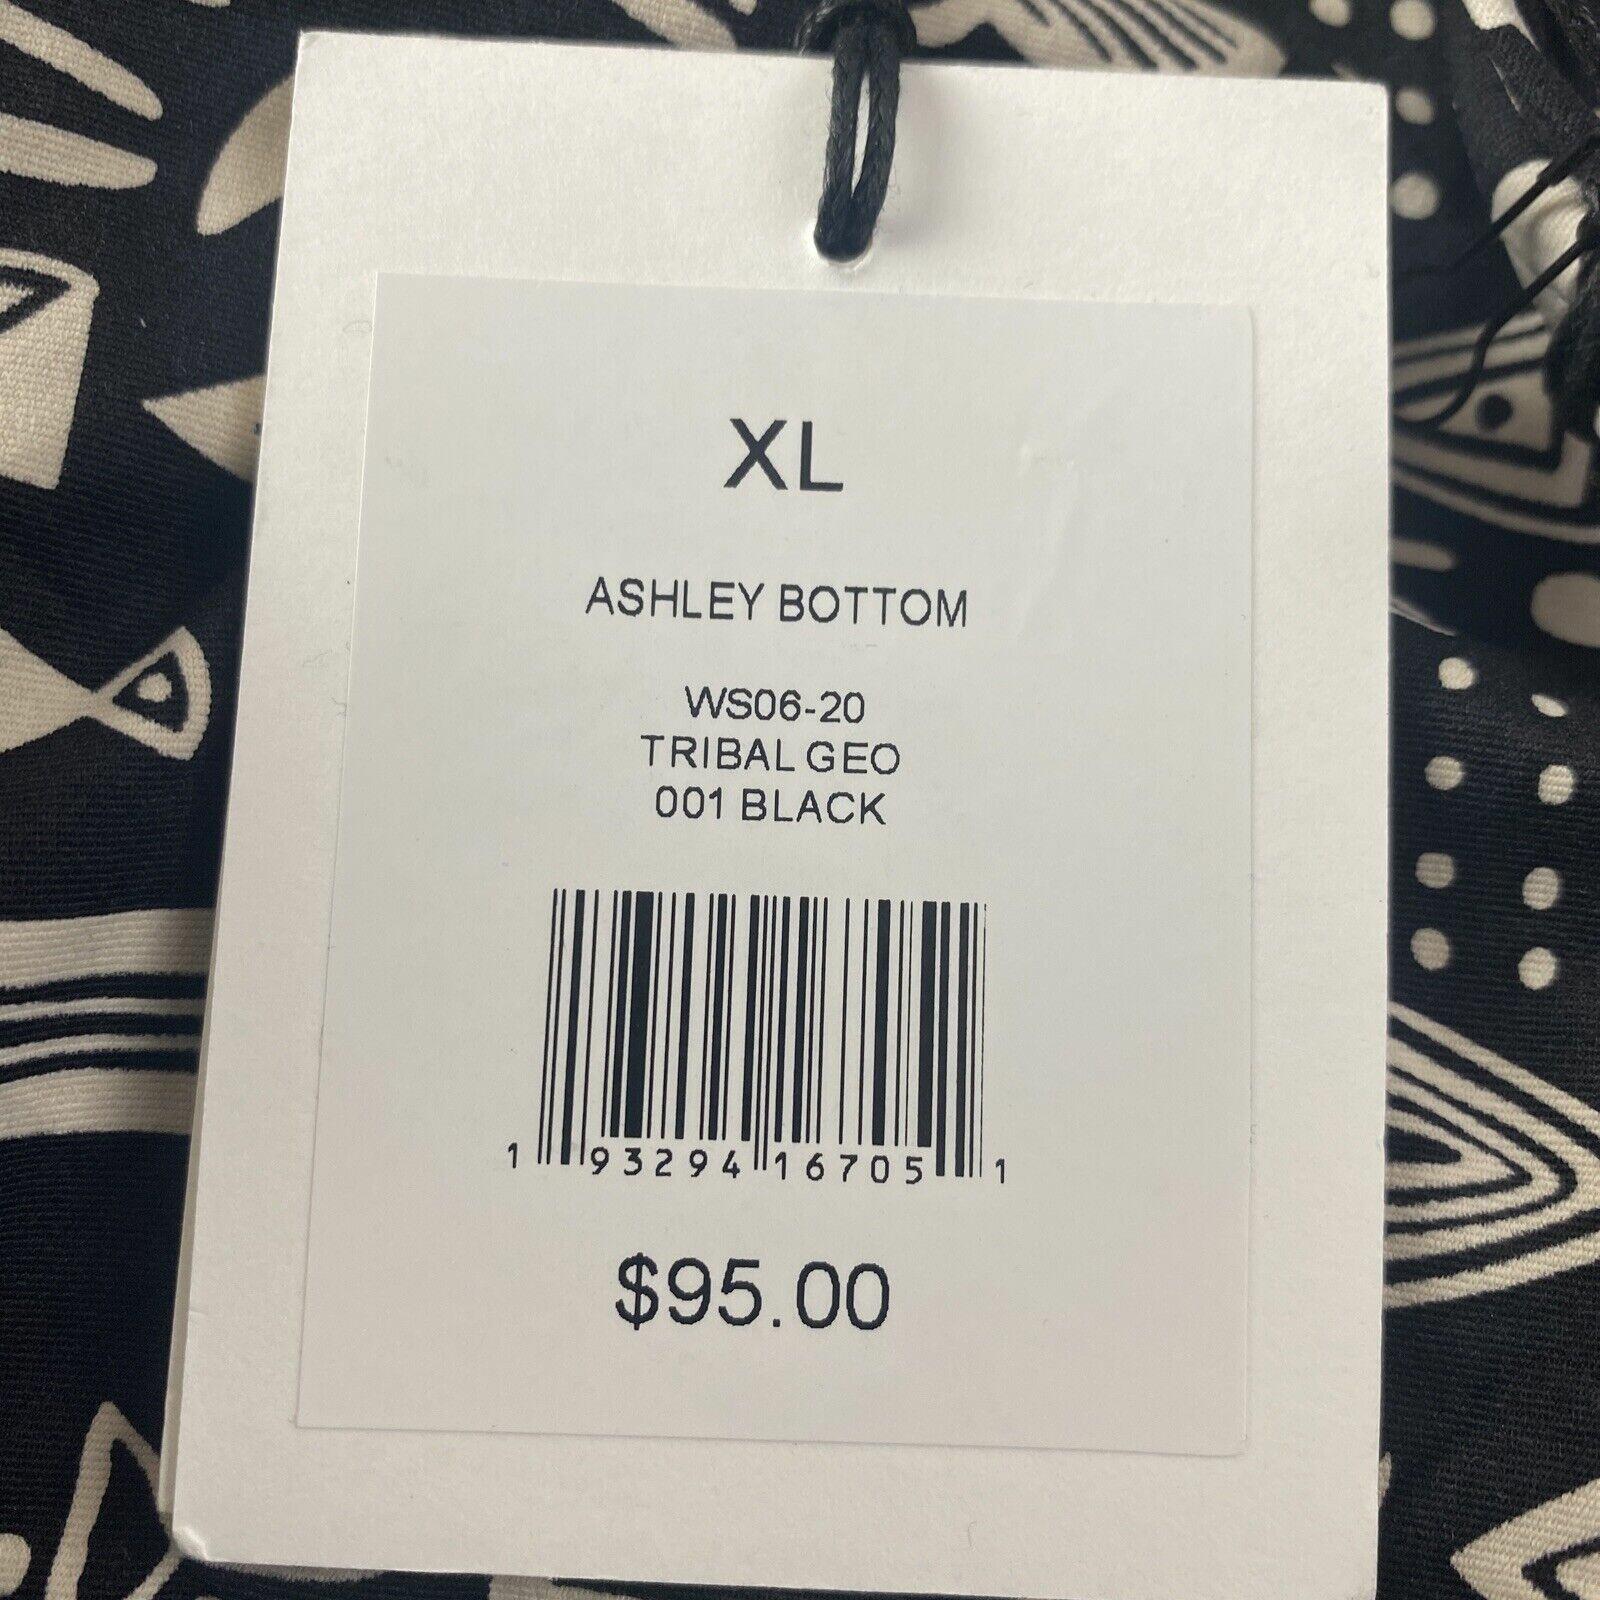 XL
ASHLEY BOTTOM
WS06-20
TRIBAL GEO
001 BLACK
1 93294 16705 1
$95.00